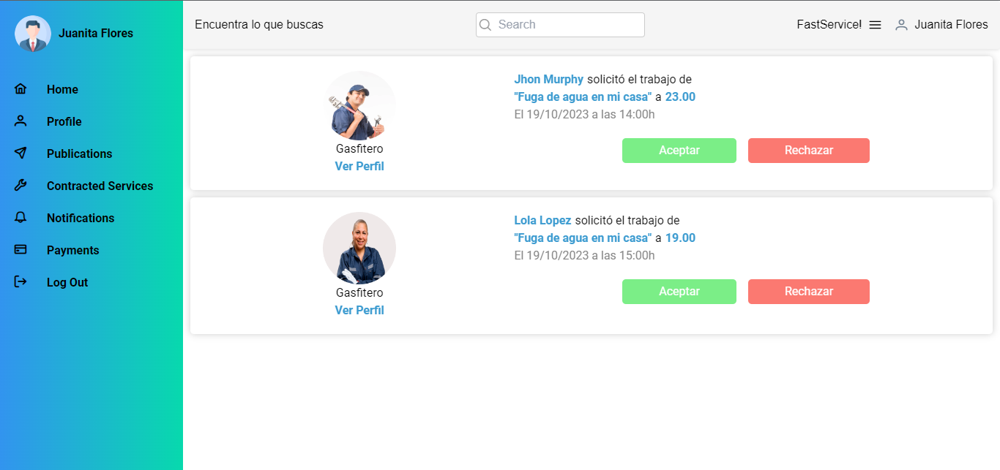 Juanita Flores
Home
Profile
Publications
Contracted Services
Notifications
Payments
Log Out
Encuentra lo que buscas
Search
FastService!
Juanita Flores
Gasfitero
Ver Perfil
Jhon Murphy solicitó el trabajo de
"Fuga de agua en mi casa" a 23.00
El 19/10/2023 a las 14:00h
Aceptar
Rechazar
Gasfitero
Ver Perfil
Lola Lopez solicitó el trabajo de
"Fuga de agua en mi casa" a 19.00
El 19/10/2023 a las 15:00h
Aceptar
Rechazar